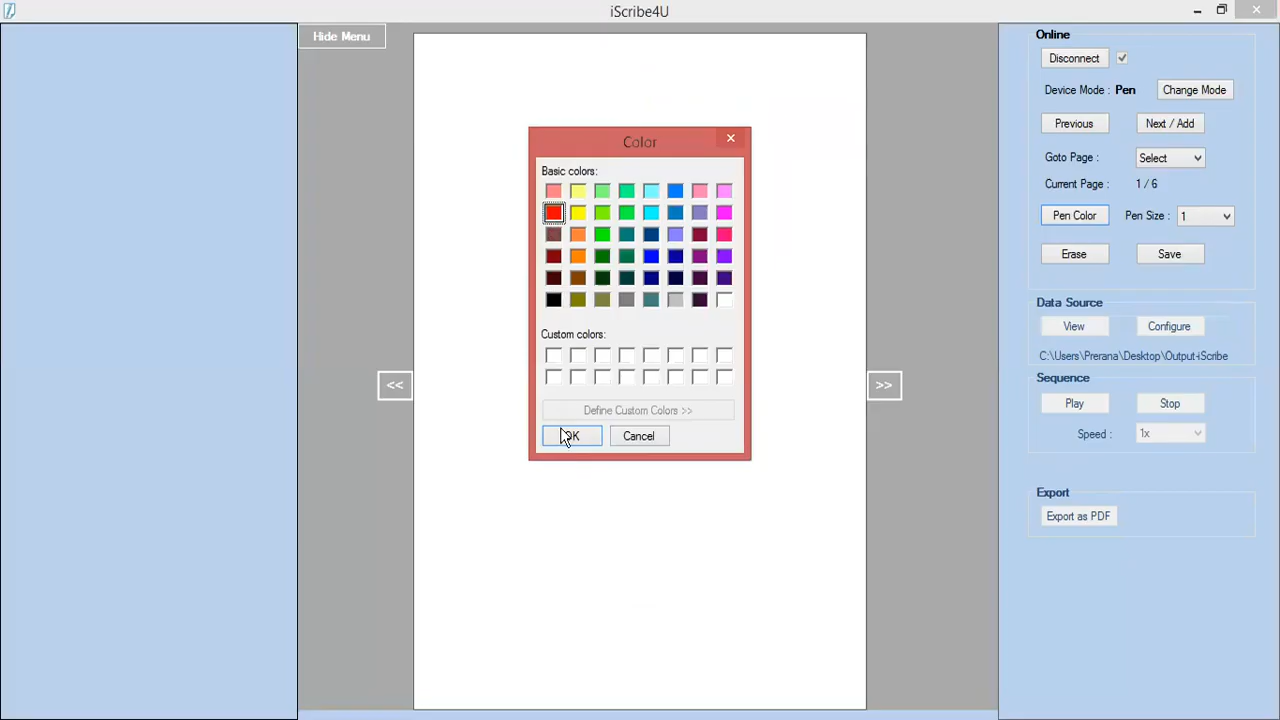 iScribe4U
Hide Menu
Color
Basic colors:
Custom colors:
Define Custom Colors >>
OK
Cancel
<<
>>
Online
Disconnect
Device Mode : Pen
Change Mode
Previous
Next / Add
Goto Page :
Select
Current Page :
1 / 6
Pen Color
Pen Size :
1
Erase
Save
Data Source
View
Configure
C:\Users\Prerana\Desktop\Output-iScribe
Sequence
Play
Stop
Speed :
1x
Export
Export as PDF